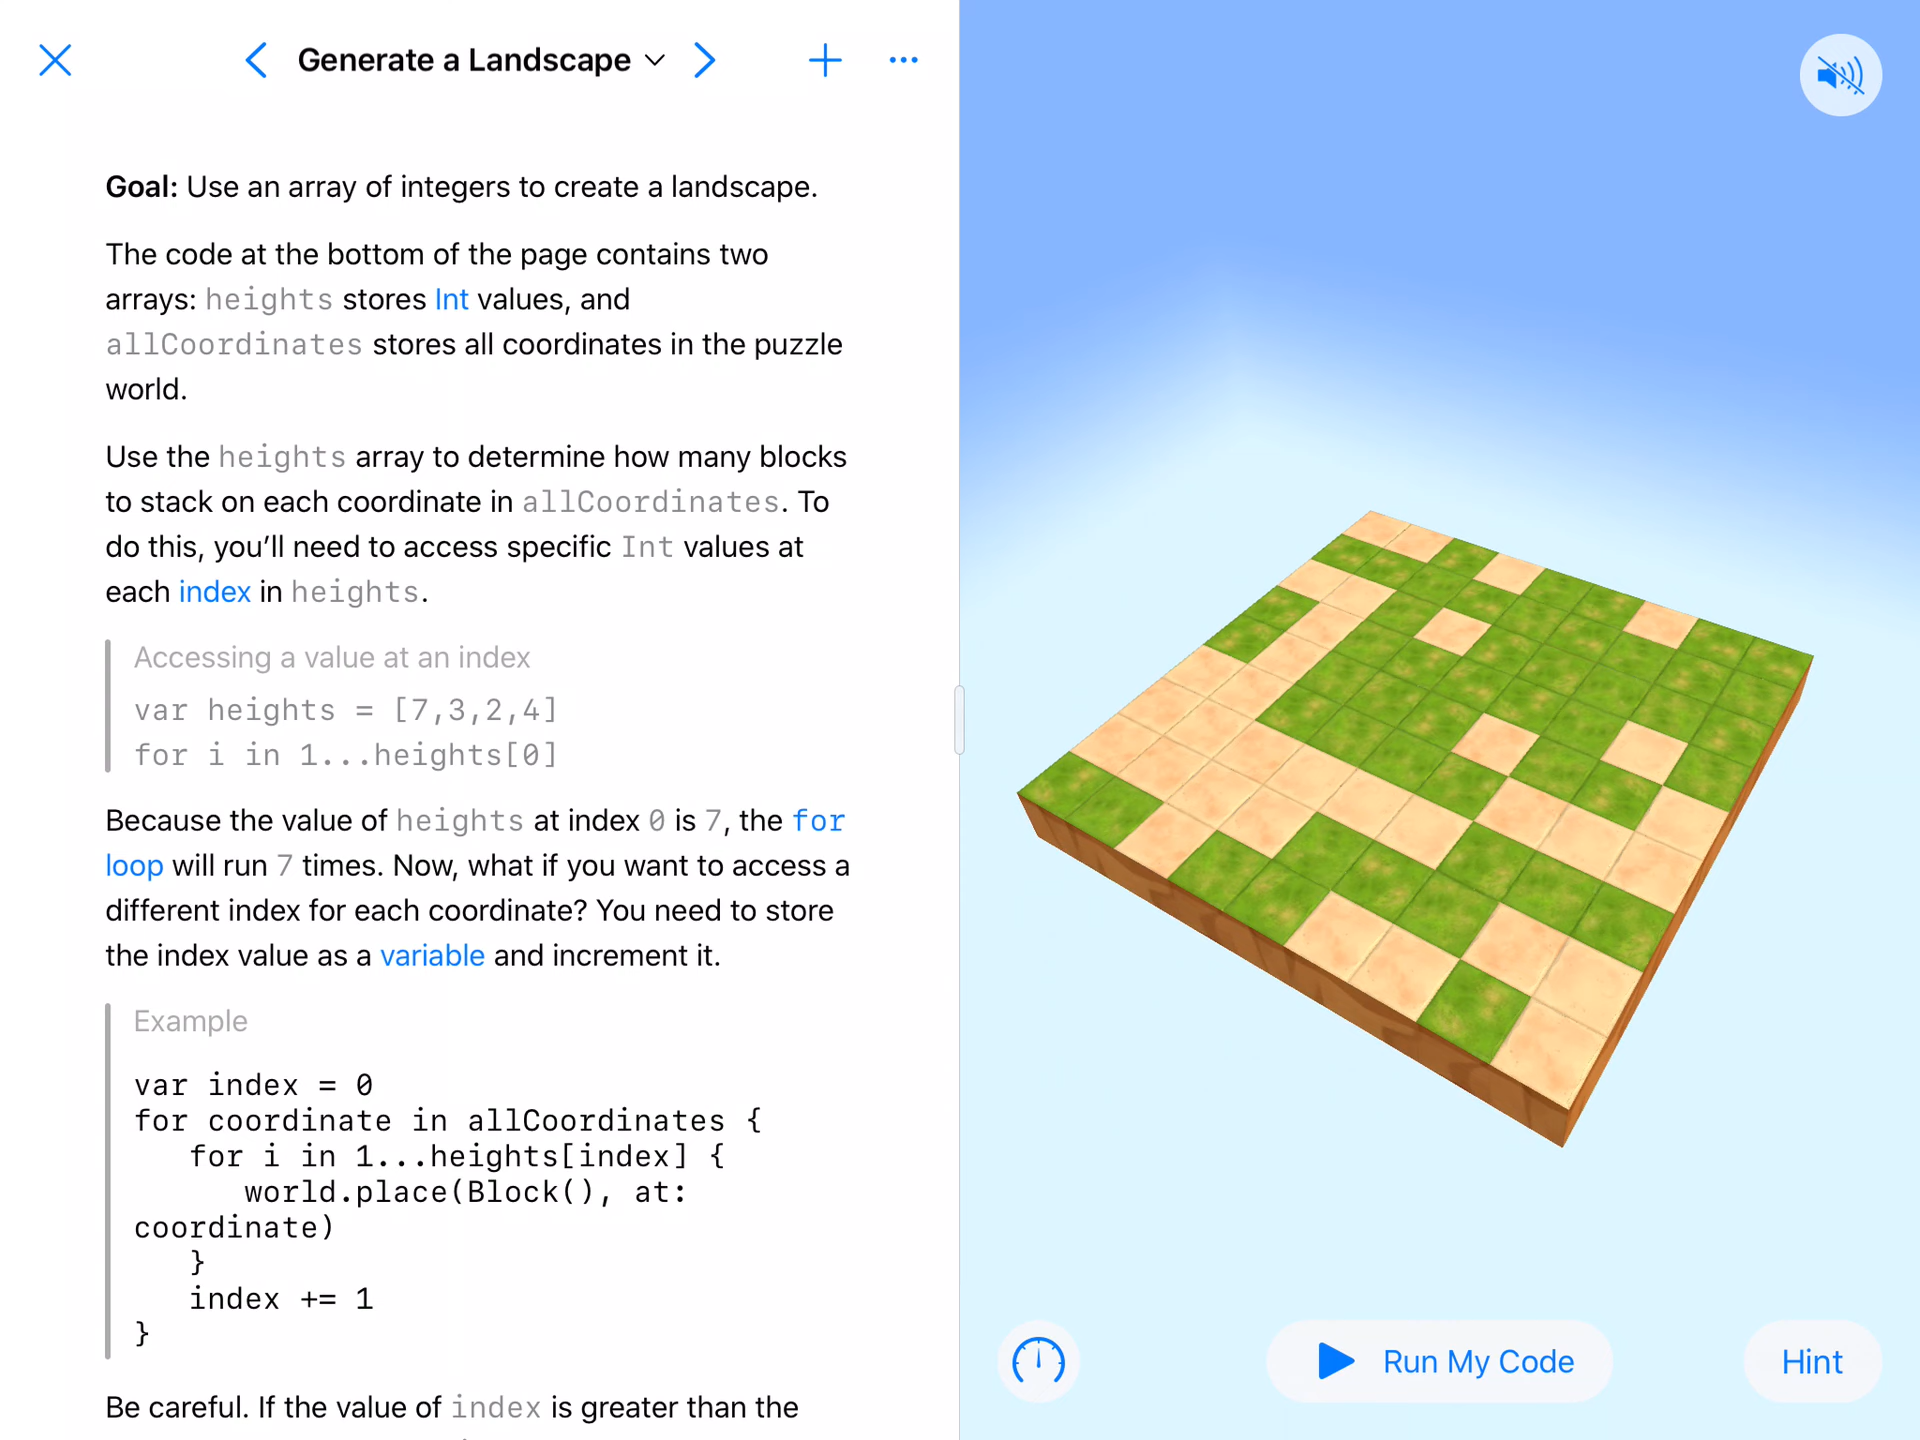 Generate a Landscape
Goal: Use an array of integers to create a landscape.
The code at the bottom of the page contains two
arrays: heights stores Int values, and
allCoordinates stores all coordinates in the puzzle
world.
Use the heights array to determine how many blocks
to stack on each coordinate in allCoordinates. To
do this, you’ll need to access specific Int values at
each index in heights.
Accessing a value at an index
var heights = [7,3,2,4]
for i in 1...heights[0]
Because the value of heights at index 0 is 7, the for
loop will run 7 times. Now, what if you want to access a
different index for each coordinate? You need to store
the index value as a variable and increment it.
Example
var index = 0
for coordinate in allCoordinates {
   for i in 1...heights[index] {
      world.place(Block(), at:
coordinate)
   }
   index += 1
}
Be careful. If the value of index is greater than the
Run My Code
Hint